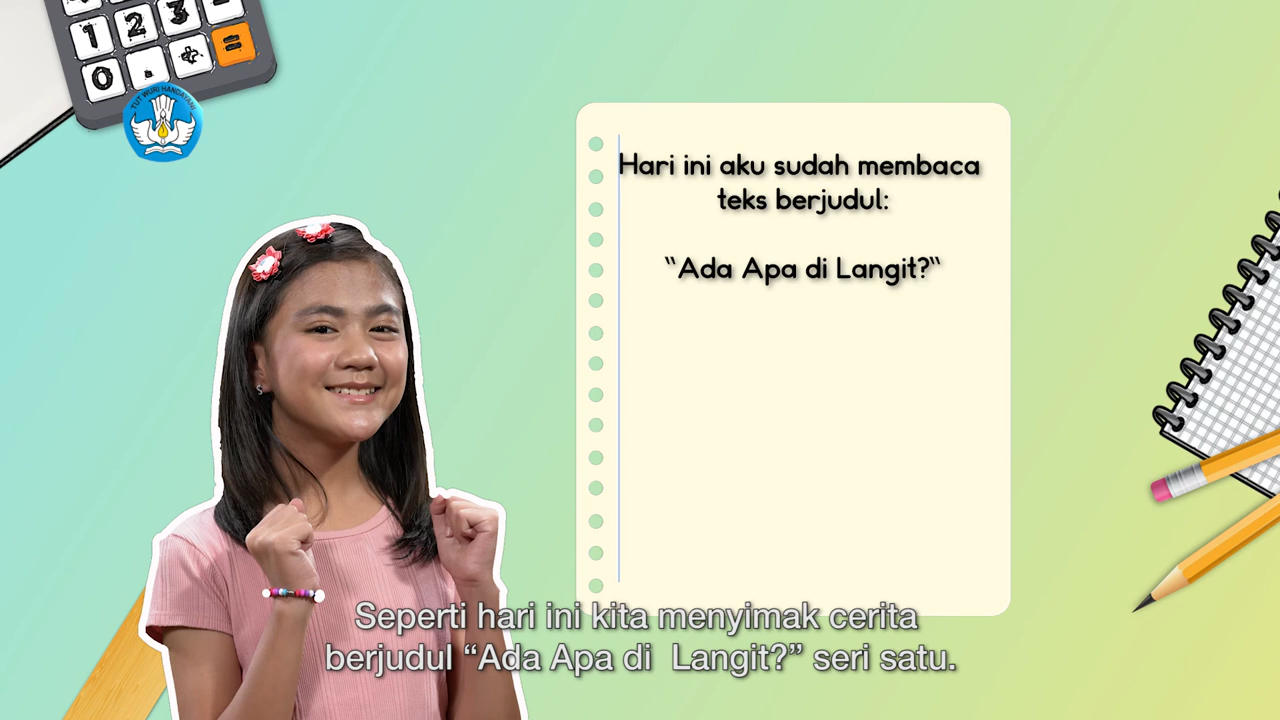 1 2 3 -
0 . ÷ =
TUT WURI HANDAYANI
Hari ini aku sudah membaca
teks berjudul:
“Ada Apa di Langit?“
Seperti hari ini kita menyimak cerita
berjudul “Ada Apa di  Langit?” seri satu.